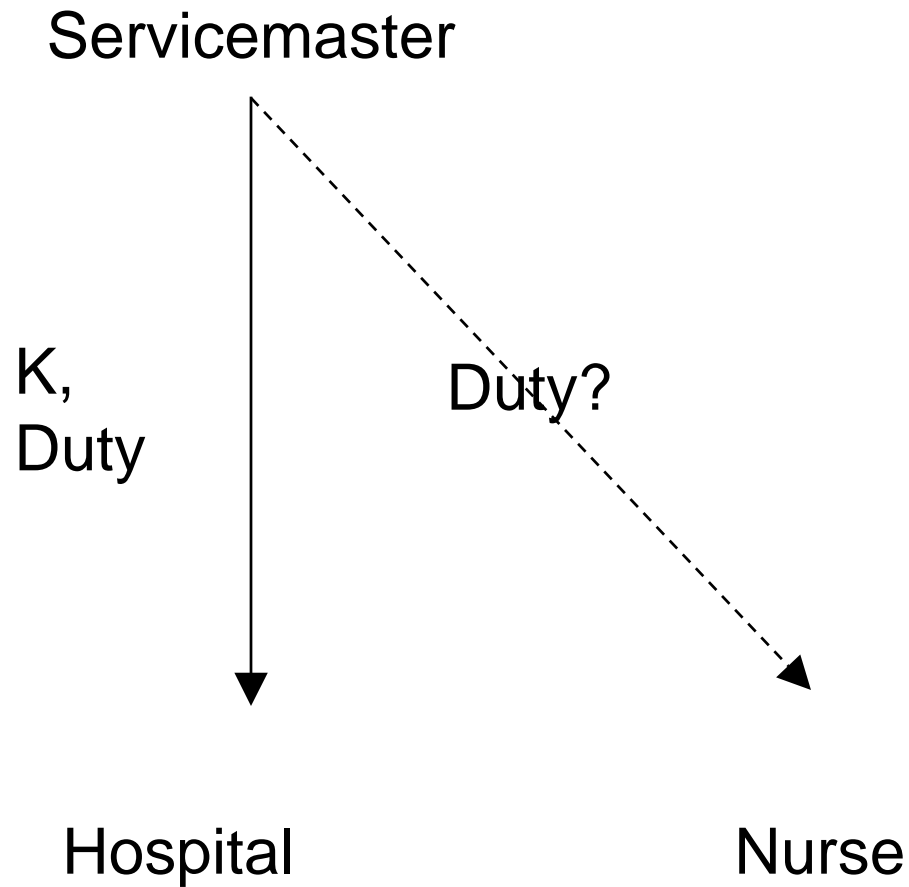 Servicemaster
K,
Duty
Duty?
Hospital
Nurse